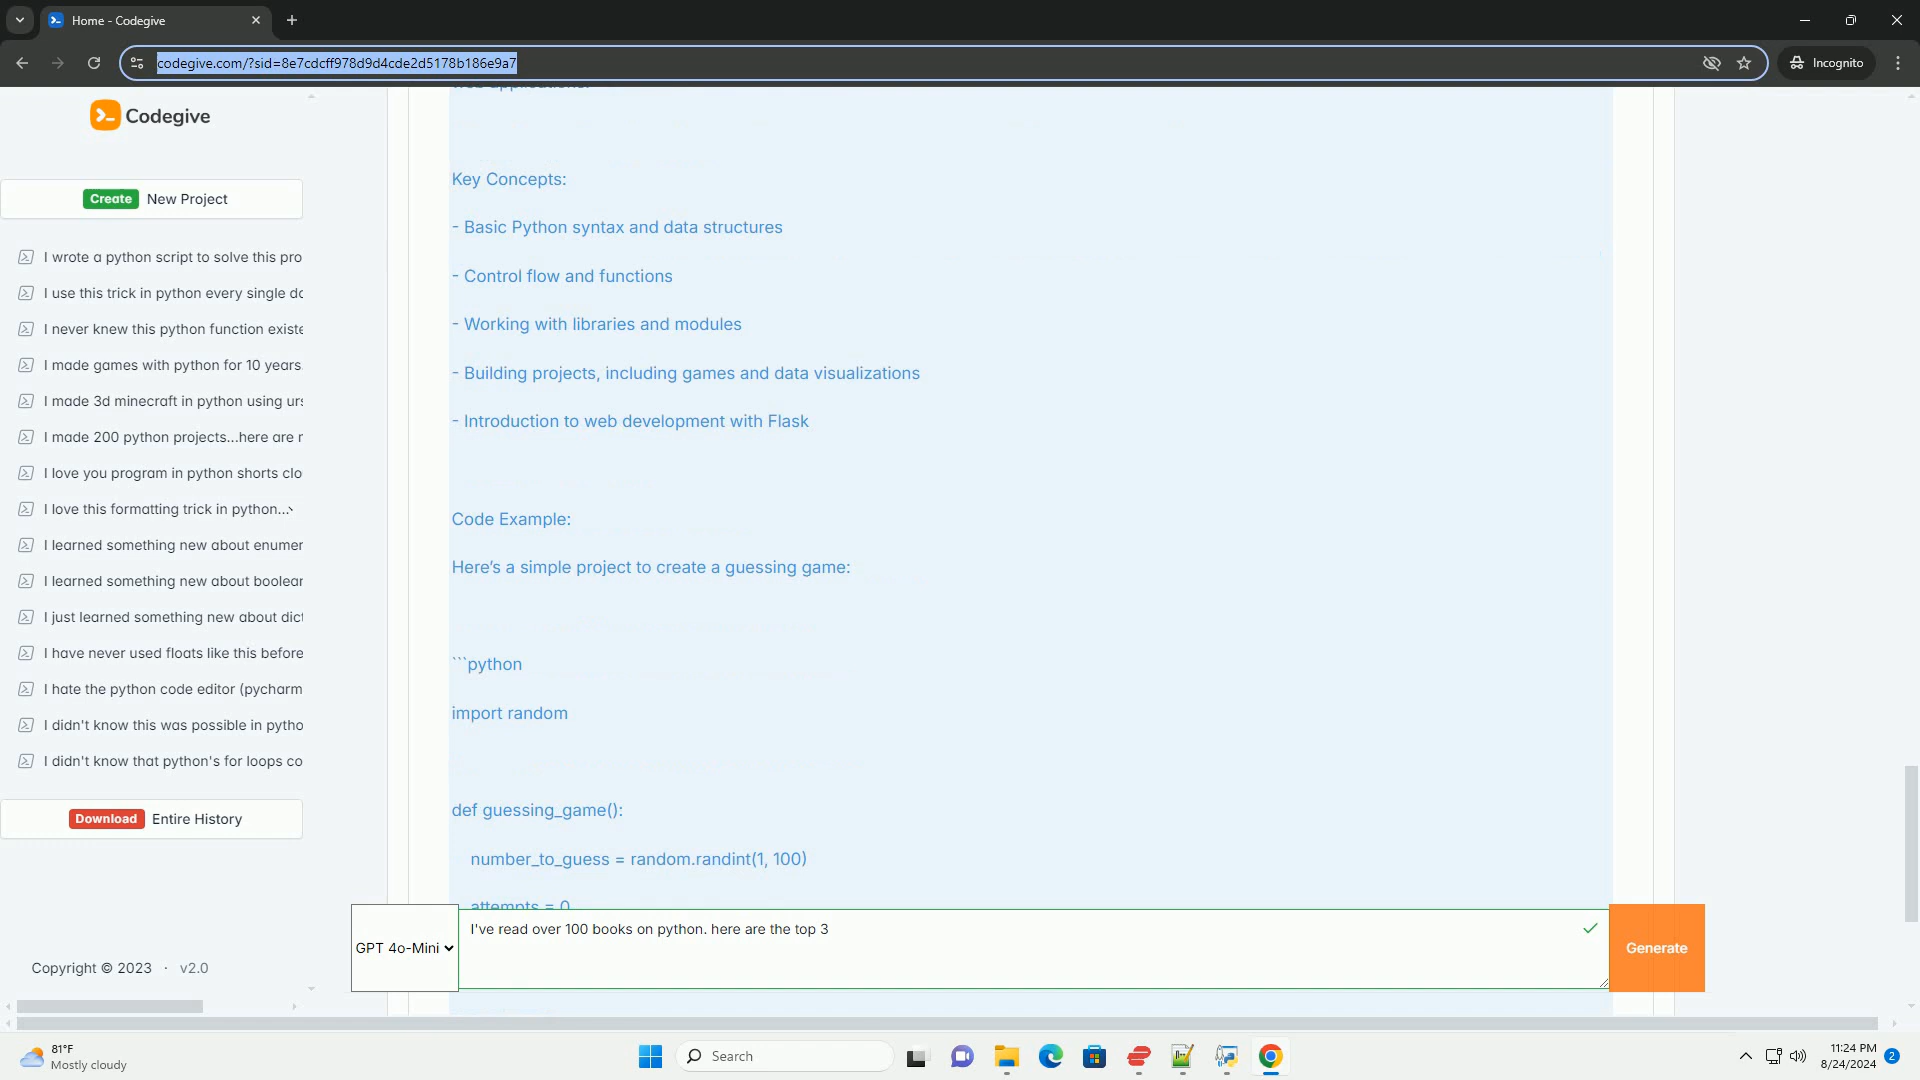 Home - Codegive
codegive.com/?sid=8e7cdcff978d9d4cde2d5178b186e9a7
Incognito
Codegive
Create New Project
I wrote a python script to solve this pro
I use this trick in python every single dc
I never knew this python function existe
I made games with python for 10 years.
I made 3d minecraft in python using urs
I made 200 python projects...here are r
I love you program in python shorts clo
I love this formatting trick in python...
I learned something new about enumer
I learned something new about boolear
I just learned something new about dict
I have never used floats like this before
I hate the python code editor (pycharm
I didn't know this was possible in pytho
I didn't know that python's for loops co
Download Entire History
Copyright © 2023 · v2.0
web applications.
Key Concepts:
- Basic Python syntax and data structures
- Control flow and functions
- Working with libraries and modules
- Building projects, including games and data visualizations
- Introduction to web development with Flask
Code Example:
Here's a simple project to create a guessing game:
```python
import random
def guessing_game():
number_to_guess = random.randint(1, 100)
attempts = 0
GPT 4o-Mini
I've read over 100 books on python. here are the top 3
Generate
81°F
Mostly cloudy
Search
11:24 PM
8/24/2024
2